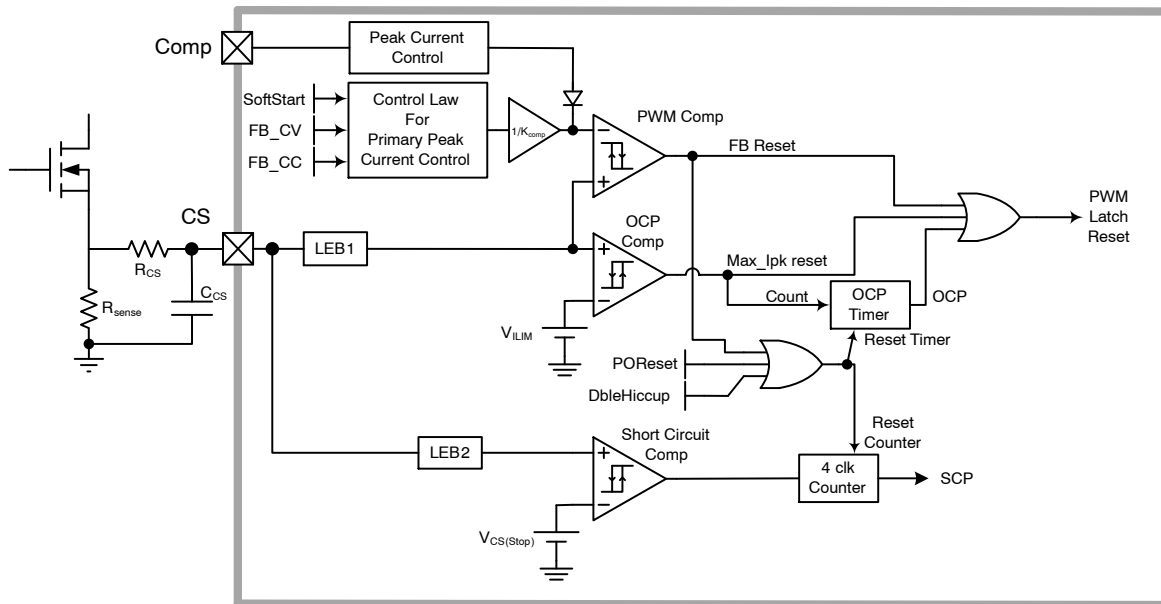 Comp
Peak Current
Control
SoftStart
FB_CV
FB_CC
Control Law
For
Primary Peak
Current Control
1/Kcomp
PWM Comp
FB Reset
PWM
Latch
Reset
CS
LEB1
RCS
CCS
Rsense
OCP
Comp
Max_Ipk reset
Count
OCP
Timer
OCP
Reset Timer
VILIM
POReset
DbleHiccup
Reset
Counter
LEB2
Short Circuit
Comp
4 clk
Counter
SCP
VCS(Stop)
+
−
+
−
+
−